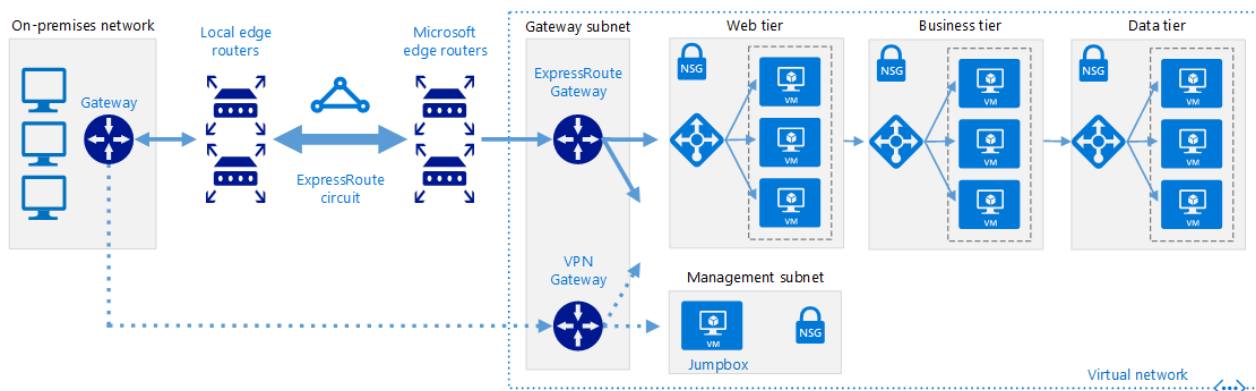 On-premises network
Local edge
routers
Microsoft
edge routers
Gateway subnet
Web tier
Business tier
Data tier
Gateway
ExpressRoute
Gateway
NSG
NSG
NSG
VM
VM
VM
VM
VM
VM
VM
VM
VM
ExpressRoute
circuit
VPN
Gateway
Management subnet
VM
NSG
Jumpbox
Virtual network